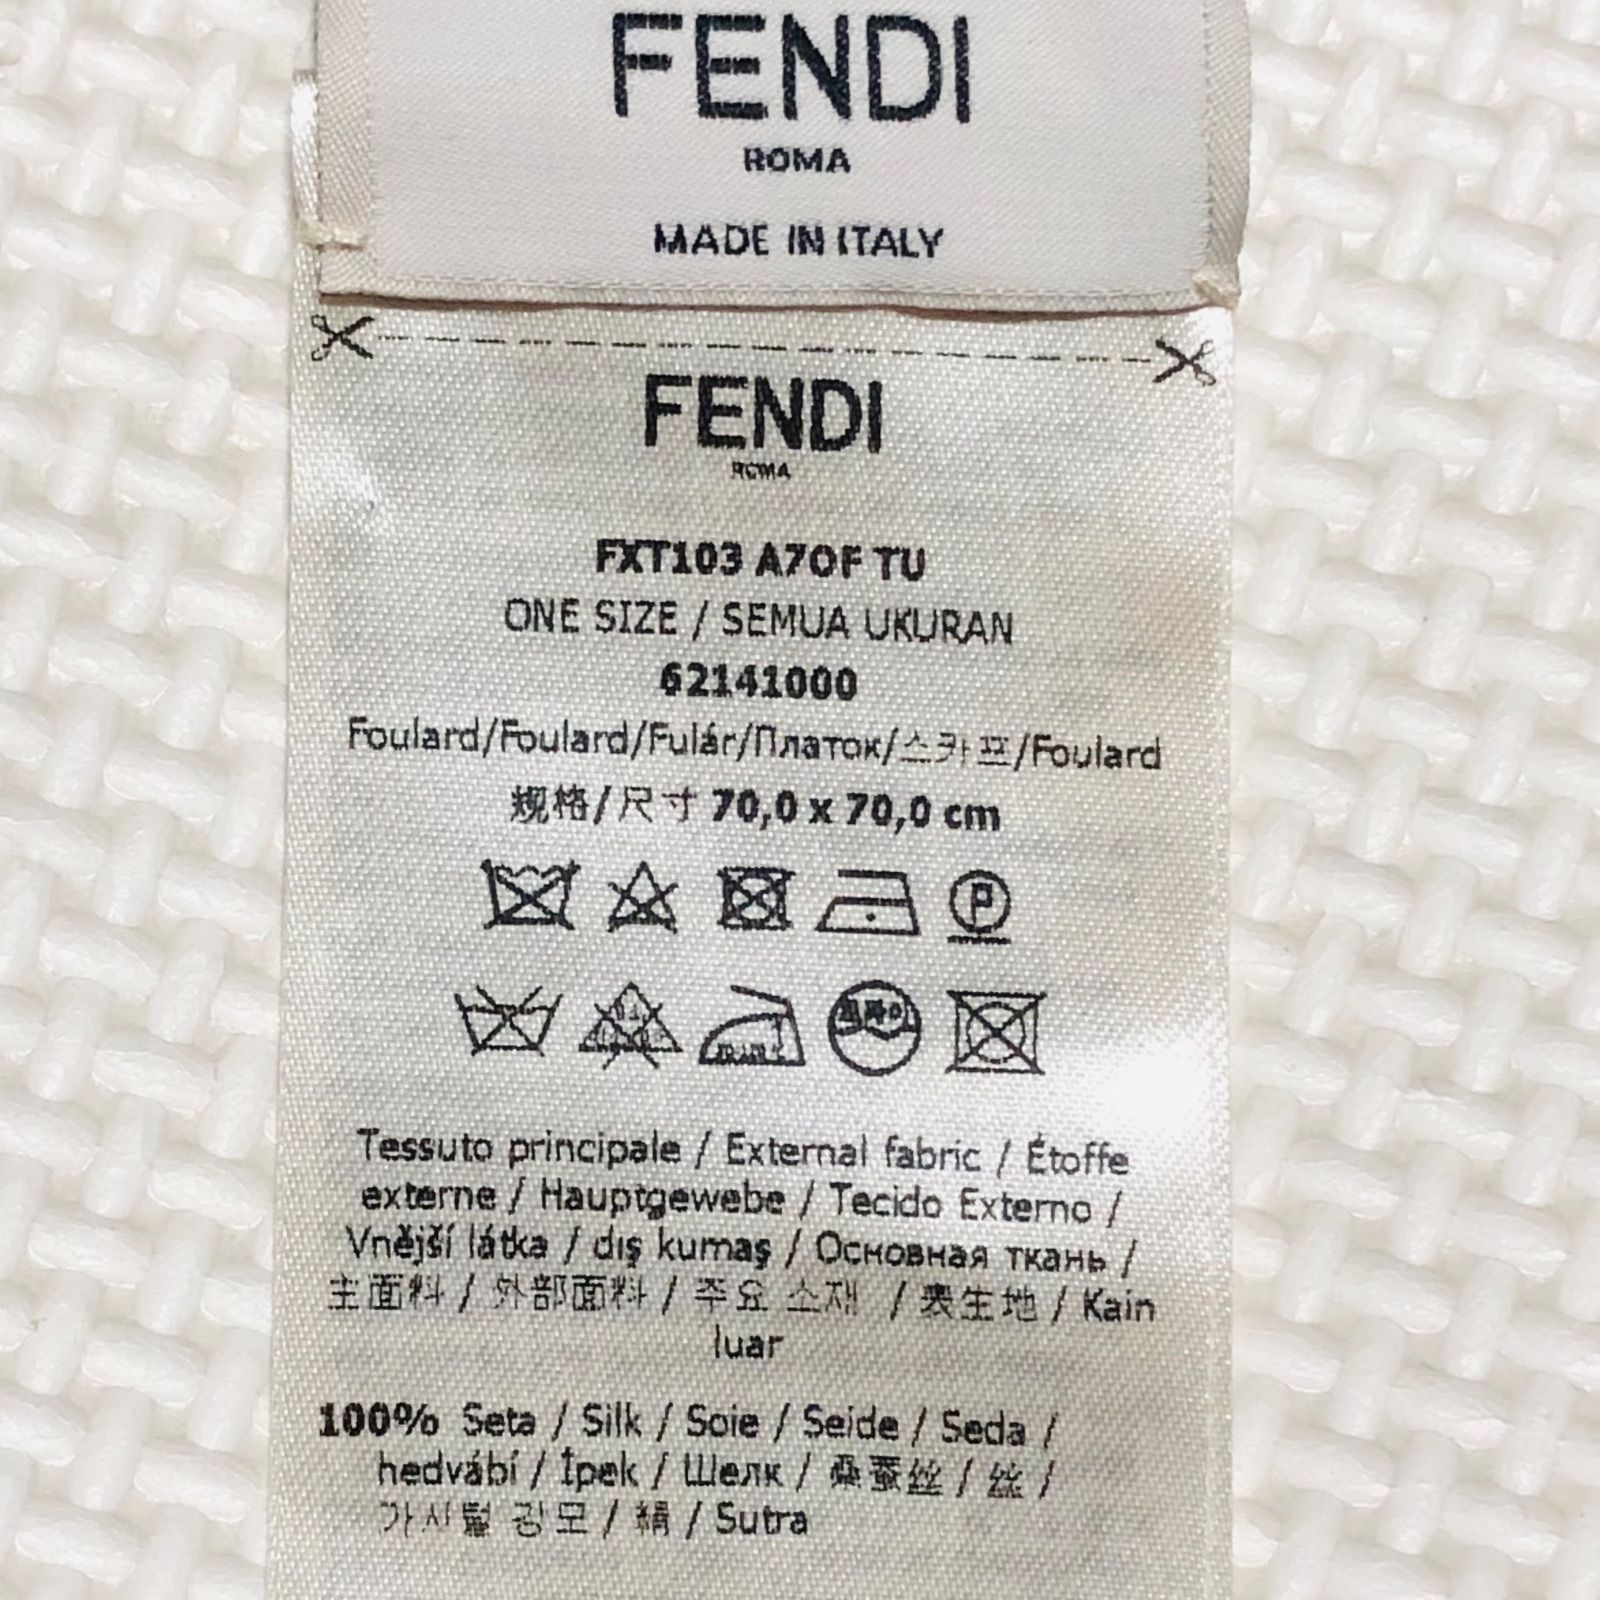 FENDI
ROMA
MADE IN ITALY
FENDI
ROMA
FXT103 A7OF TU
ONE SIZE / SEMUA UKURAN
62141000
Foulard/Foulard/Fulár/Платок/스카프/Foulard
规格/尺寸 70,0 x 70,0 cm
P
Tessuto principale / External fabric / Étoffe
externe / Hauptgewebe / Tecido Externo /
Vnější látka / dış kumaş / Основная ткань /
主面料 / 外部面料 / 주요 소재 / 表生地 / Kain
luar
100% Seta / Silk / Soie / Seide / Seda /
hedvábí / İpek / Шелк / 桑蚕丝 / 丝 /
/ 絹 / Sutra